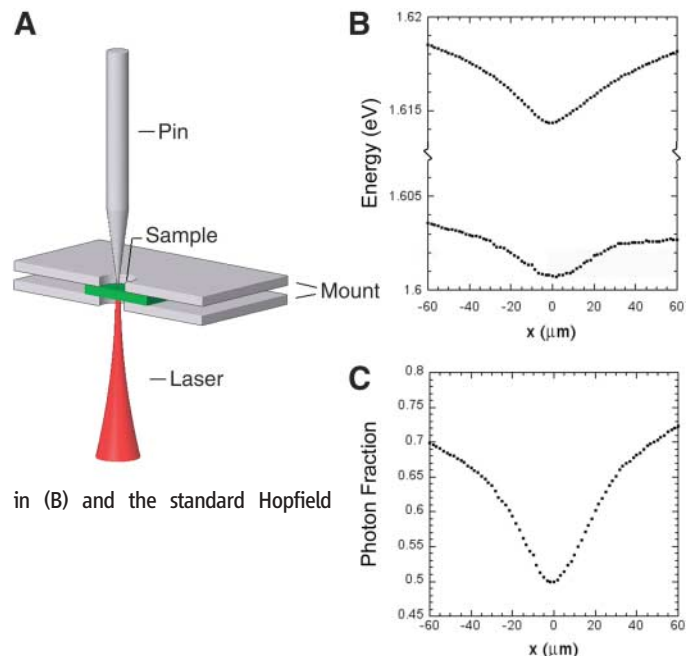 A
Pin
Sample
Mount
Laser
in (B) and the standard Hopfield
B
1.62
1.615
1.605
1.6
Energy (eV)
-60 -40 -20 0 20 40 60
x (μm)
C
0.8
0.75
0.7
0.65
0.6
0.55
0.5
0.45
Photon Fraction
-60 -40 -20 0 20 40 60
x (μm)